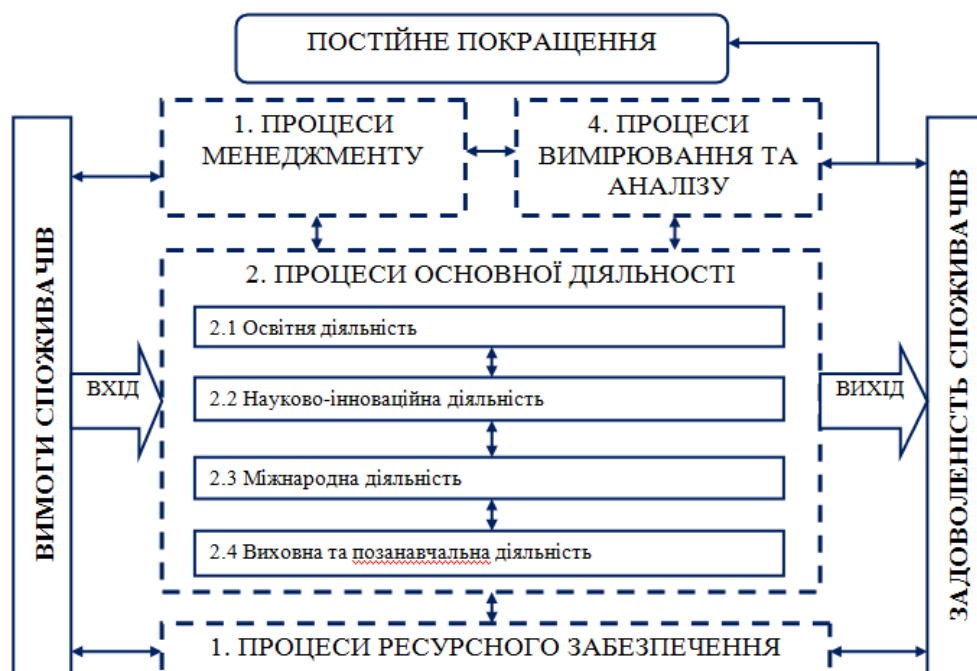 ПОСТІЙНЕ ПОКРАЩЕННЯ
1. ПРОЦЕСИ
МЕНЕДЖМЕНТУ
4. ПРОЦЕСИ
ВИМІРЮВАННЯ ТА
АНАЛІЗУ
ВИМОГИ СПОЖИВАЧІВ
ВХІД
2. ПРОЦЕСИ ОСНОВНОЇ ДІЯЛЬНОСТІ
2.1 Освітня діяльність
2.2 Науково-інноваційна діяльність
2.3 Міжнародна діяльність
2.4 Виховна та позанавчальна діяльність
ВИХІД
ЗАДОВОЛЕНІСТЬ СПОЖИВАЧІВ
1. ПРОЦЕСИ РЕСУРСНОГО ЗАБЕЗПЕЧЕННЯ